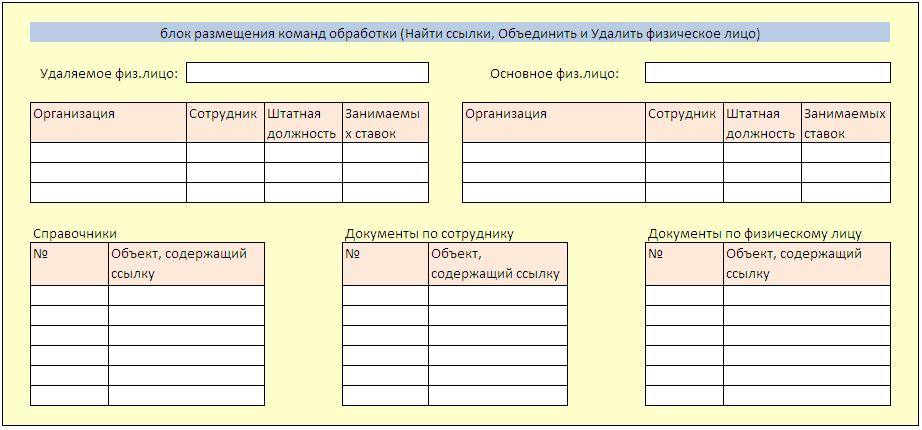 блок размещения команд обработки (Найти ссылки, Объединить и Удалить физическое лицо)
Удаляемое физ.лицо:
Основное физ.лицо:
Организация
Сотрудник
Штатная
должность
Занимаемы
х ставок
Организация
Сотрудник
Штатная
должность
Занимаемых
ставок
Справочники
№
Объект, содержащий
ссылку
Документы по сотруднику
№
Объект,
содержащий ссылку
Документы по физическому лицу
№
Объект, содержащий
ссылку